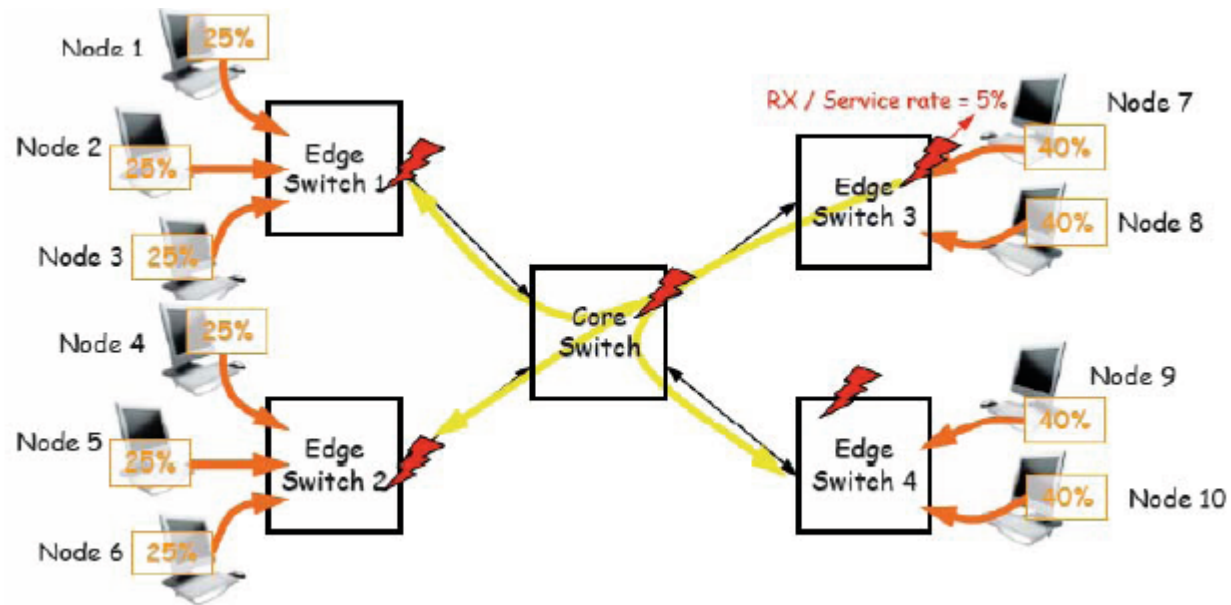 Node 1
25%
Node 2
25%
Node 3
25%
Edge
Switch 1
Node 4
25%
Node 5
25%
Node 6
25%
Edge
Switch 2
Core
Switch
RX / Service rate = 5%
Edge
Switch 3
Node 7
40%
Node 8
40%
Edge
Switch 4
Node 9
40%
Node 10
40%